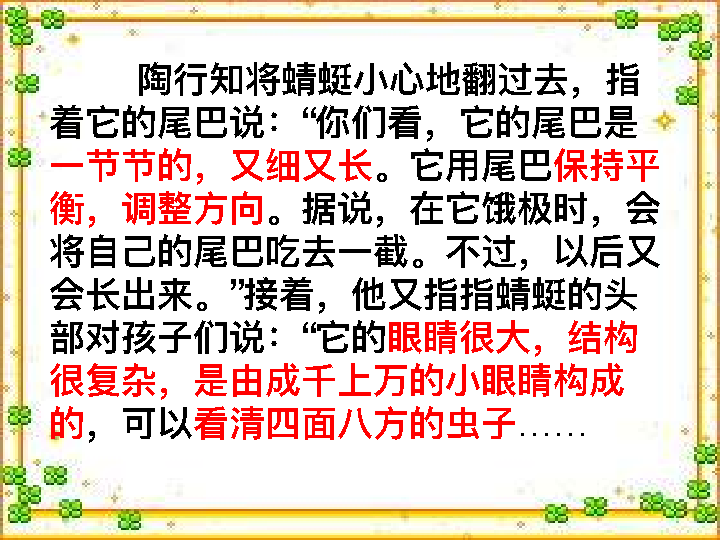 陶行知将蜻蜓小心地翻过去，指
着它的尾巴说：“你们看，它的尾巴是
一节节的，又细又长。它用尾巴保持平
衡，调整方向。据说，在它饿极时，会
将自己的尾巴吃去一截。不过，以后又
会长出来。”接着，他又指指蜻蜓的头
部对孩子们说：“它的眼睛很大，结构
很复杂，是由成千上万的小眼睛构成
的，可以看清四面八方的虫子……